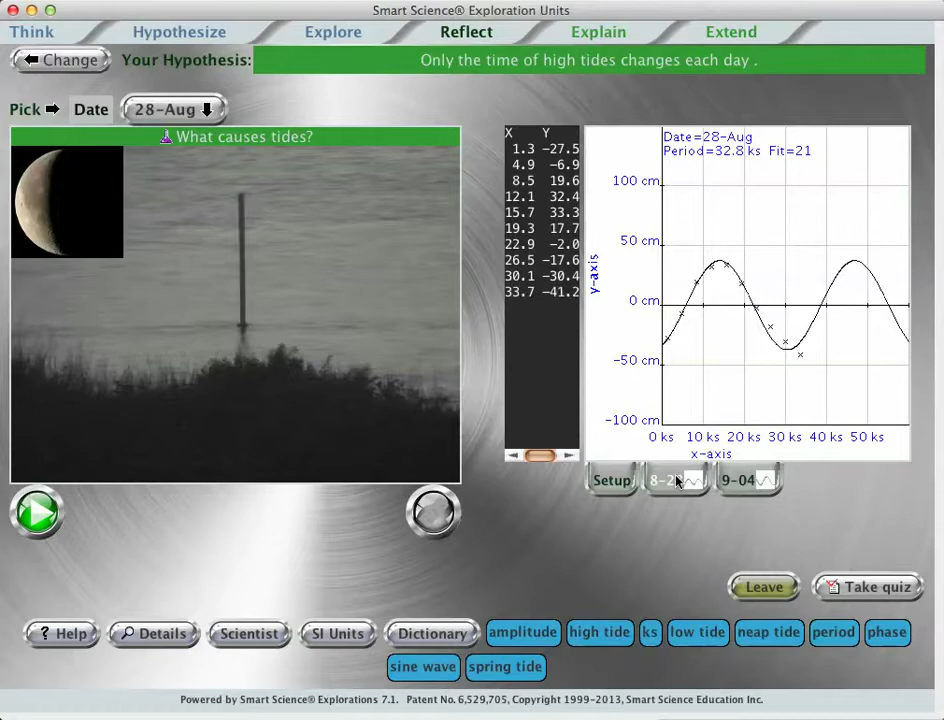 Smart Science® Exploration Units
Think Hypothesize Explore Reflect Explain Extend
Change Your Hypothesis: Only the time of high tides changes each day .
Pick Date 28-Aug
What causes tides?
X Y
1.3 -27.5
4.9 -6.9
8.5 19.6
12.1 32.4
15.7 33.3
19.3 17.7
22.9 -2.0
26.5 -17.6
30.1 -30.4
33.7 -41.2
Date=28-Aug
Period=32.8 ks Fit=21
100 cm
50 cm
0 cm
-50 cm
-100 cm
y-axis
0 ks 10 ks 20 ks 30 ks 40 ks 50 ks
x-axis
Setup 9-04
Leave Take quiz
? Help Details Scientist SI Units Dictionary amplitude high tide ks low tide neap tide period phase
sine wave spring tide
Powered by Smart Science® Explorations 7.1. Patent No. 6,529,705, Copyright 1999-2013, Smart Science Education Inc.